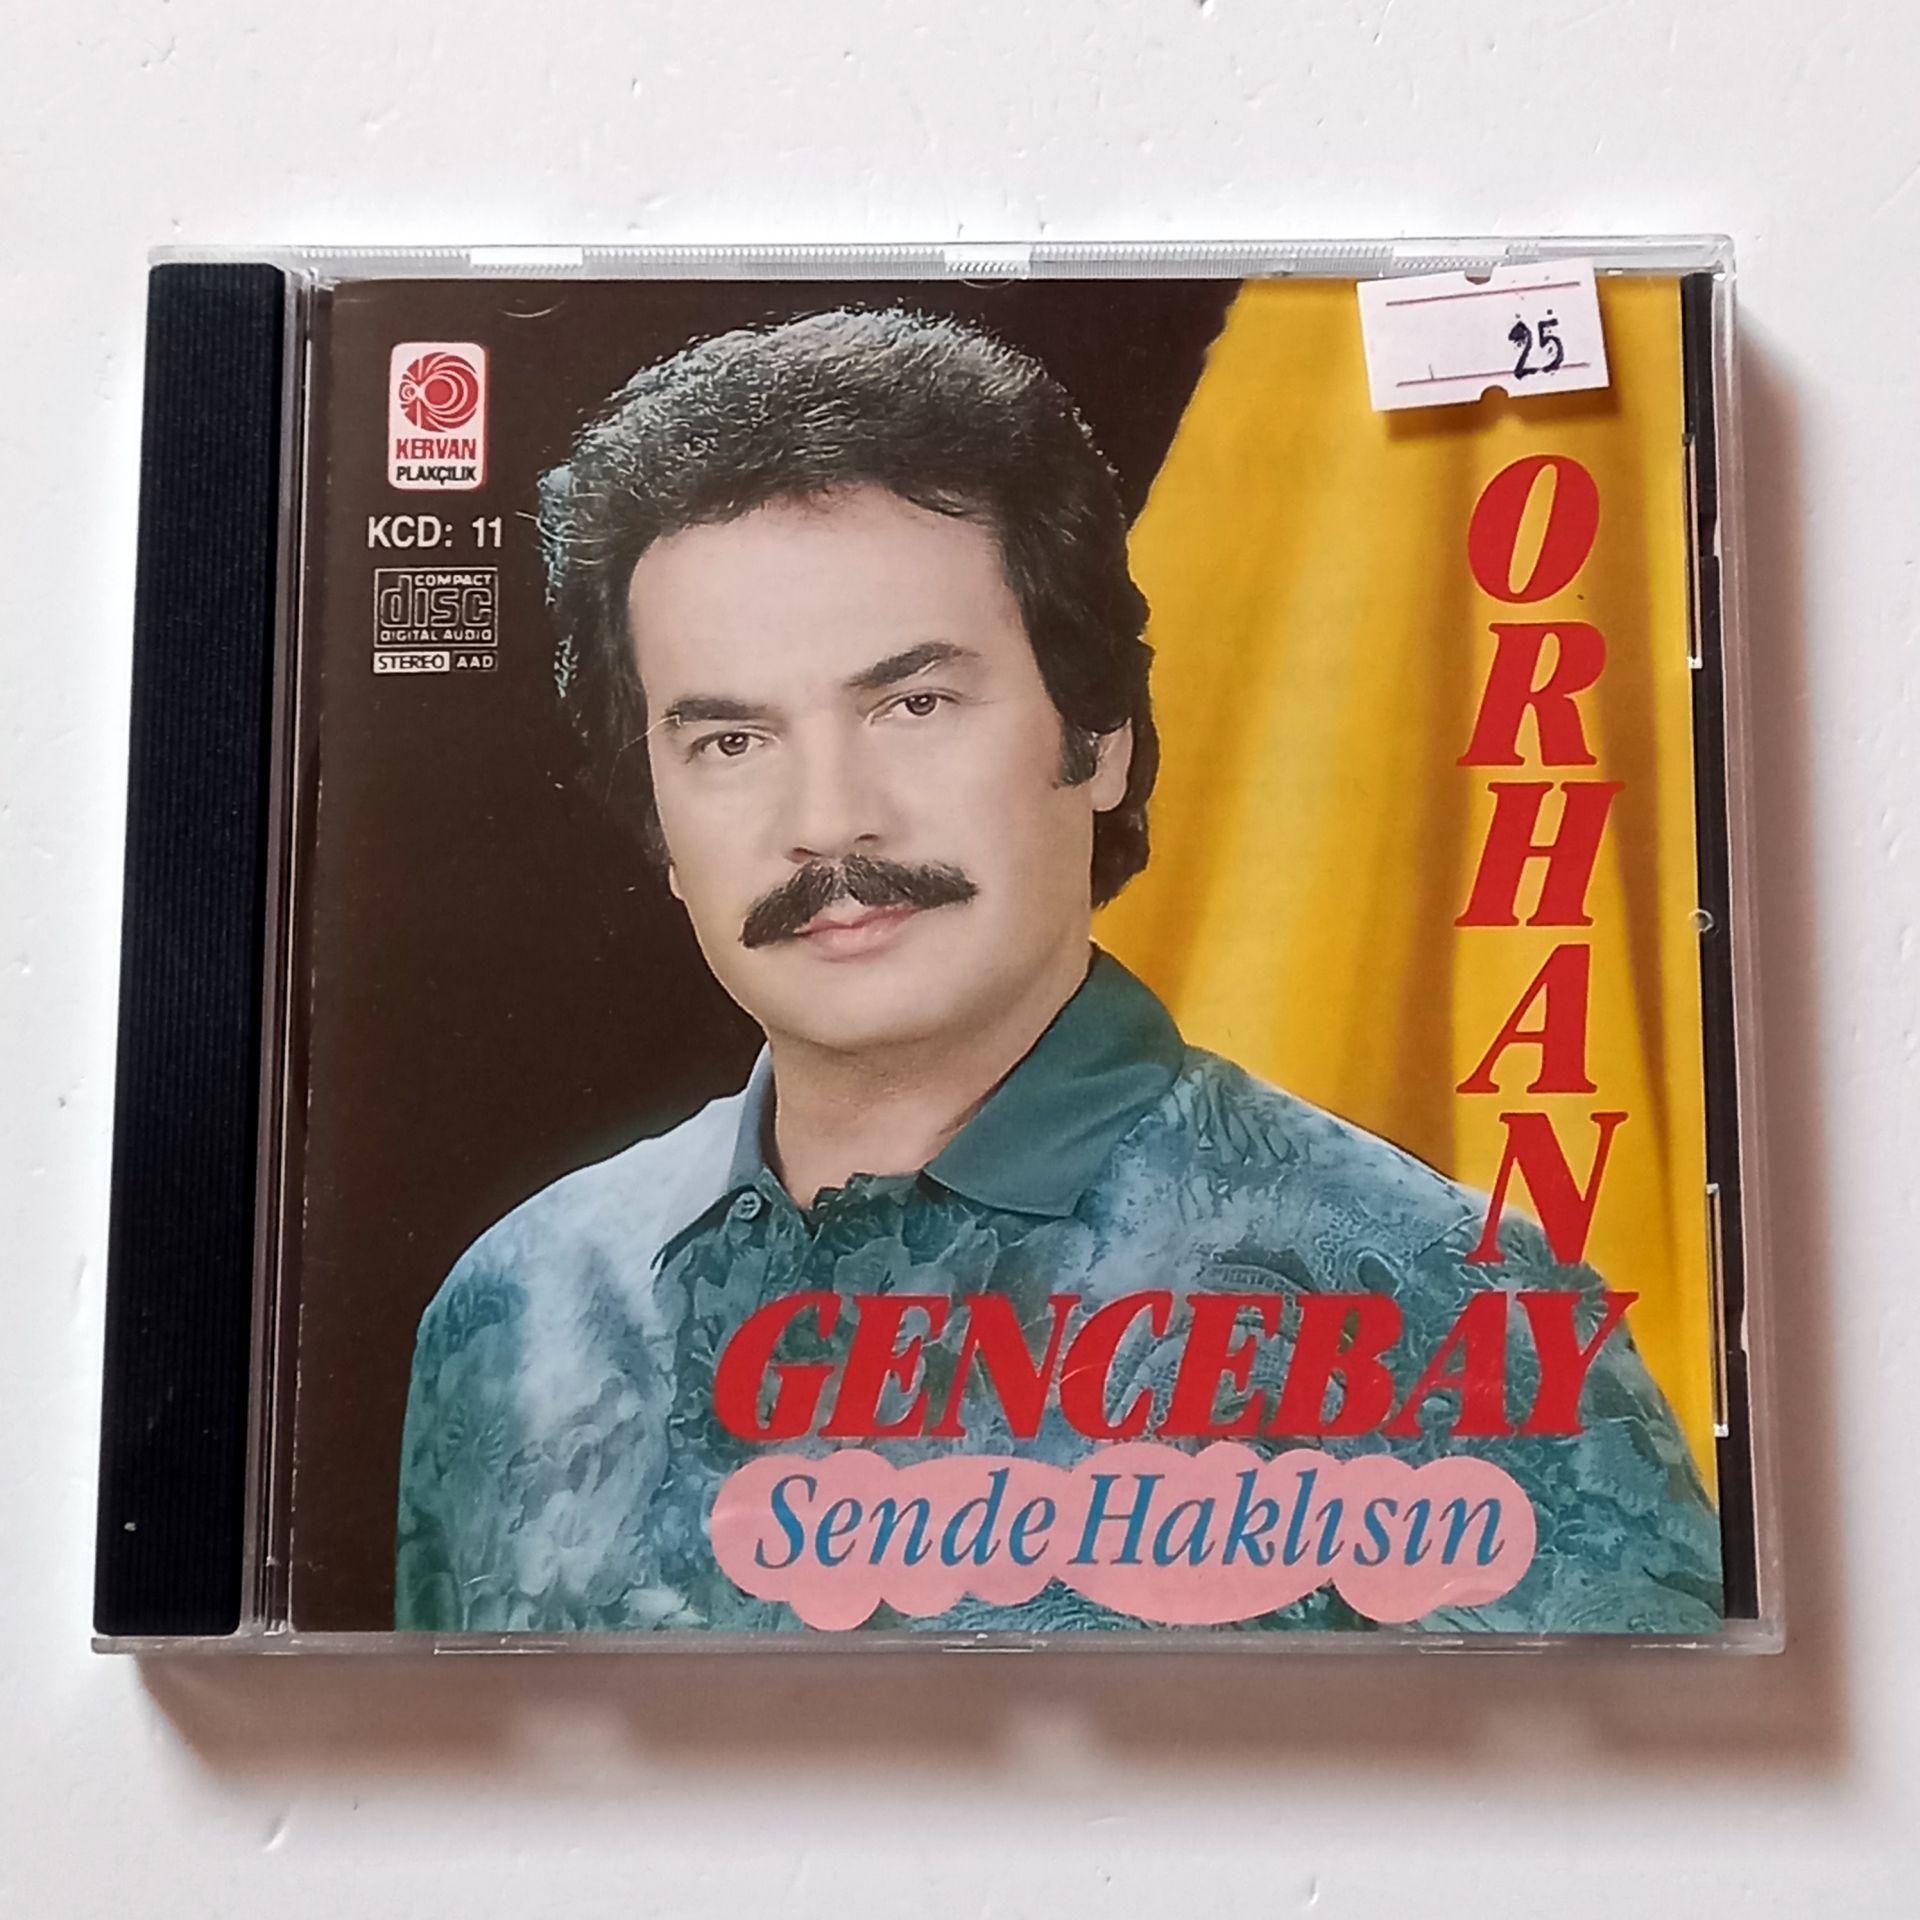 25
KERVAN
PLAKÇILIK
KCD: 11
COMPACT
disc
DIGITAL AUDIO
STEREO AAD
ORHAN
GENCEBAY
Sende Haklısın